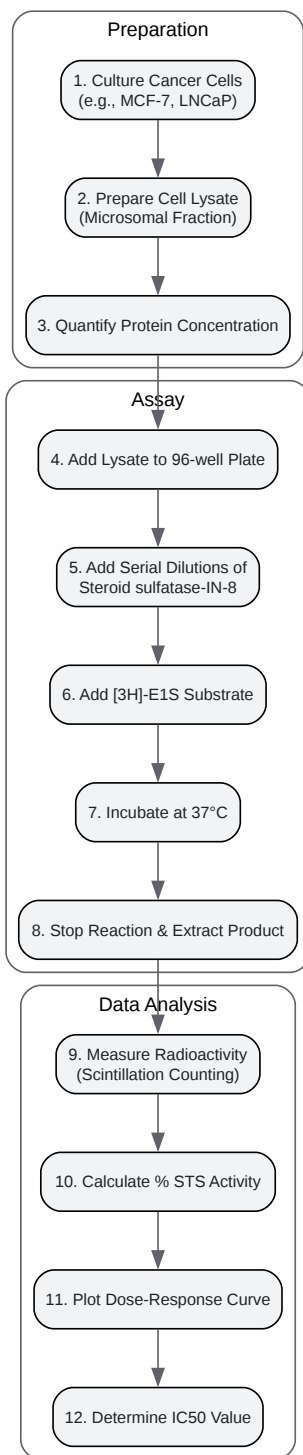 Preparation
1. Culture Cancer Cells
(e.g., MCF-7, LNCaP)
2. Prepare Cell Lysate
(Microsomal Fraction)
3. Quantify Protein Concentration
Assay
4. Add Lysate to 96-well Plate
5. Add Serial Dilutions of
Steroid sulfatase-IN-8
6. Add [3H]-E1S Substrate
7. Incubate at 37°C
8. Stop Reaction & Extract Product
Data Analysis
9. Measure Radioactivity
(Scintillation Counting)
10. Calculate % STS Activity
11. Plot Dose-Response Curve
12. Determine IC50 Value